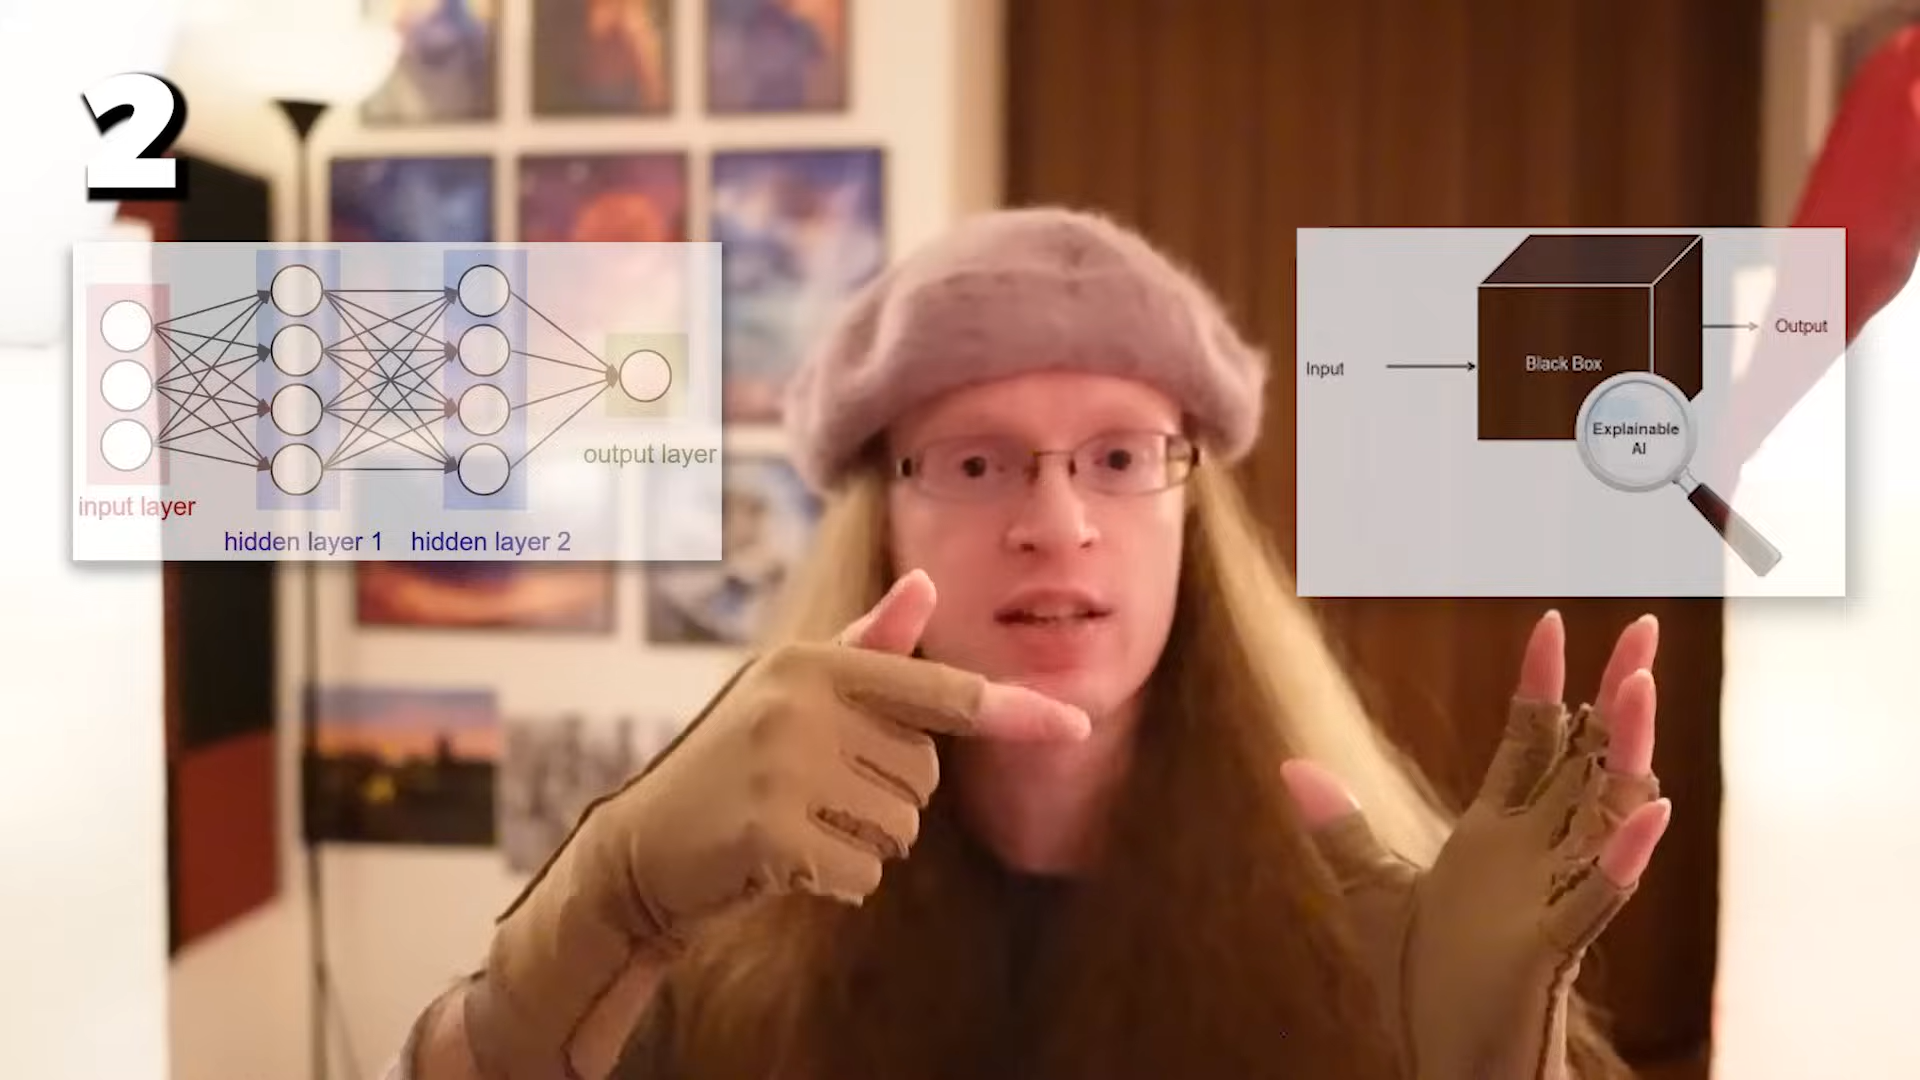 2
input layer
hidden layer 1
hidden layer 2
output layer
Input
Black Box
Explainable
AI
Output